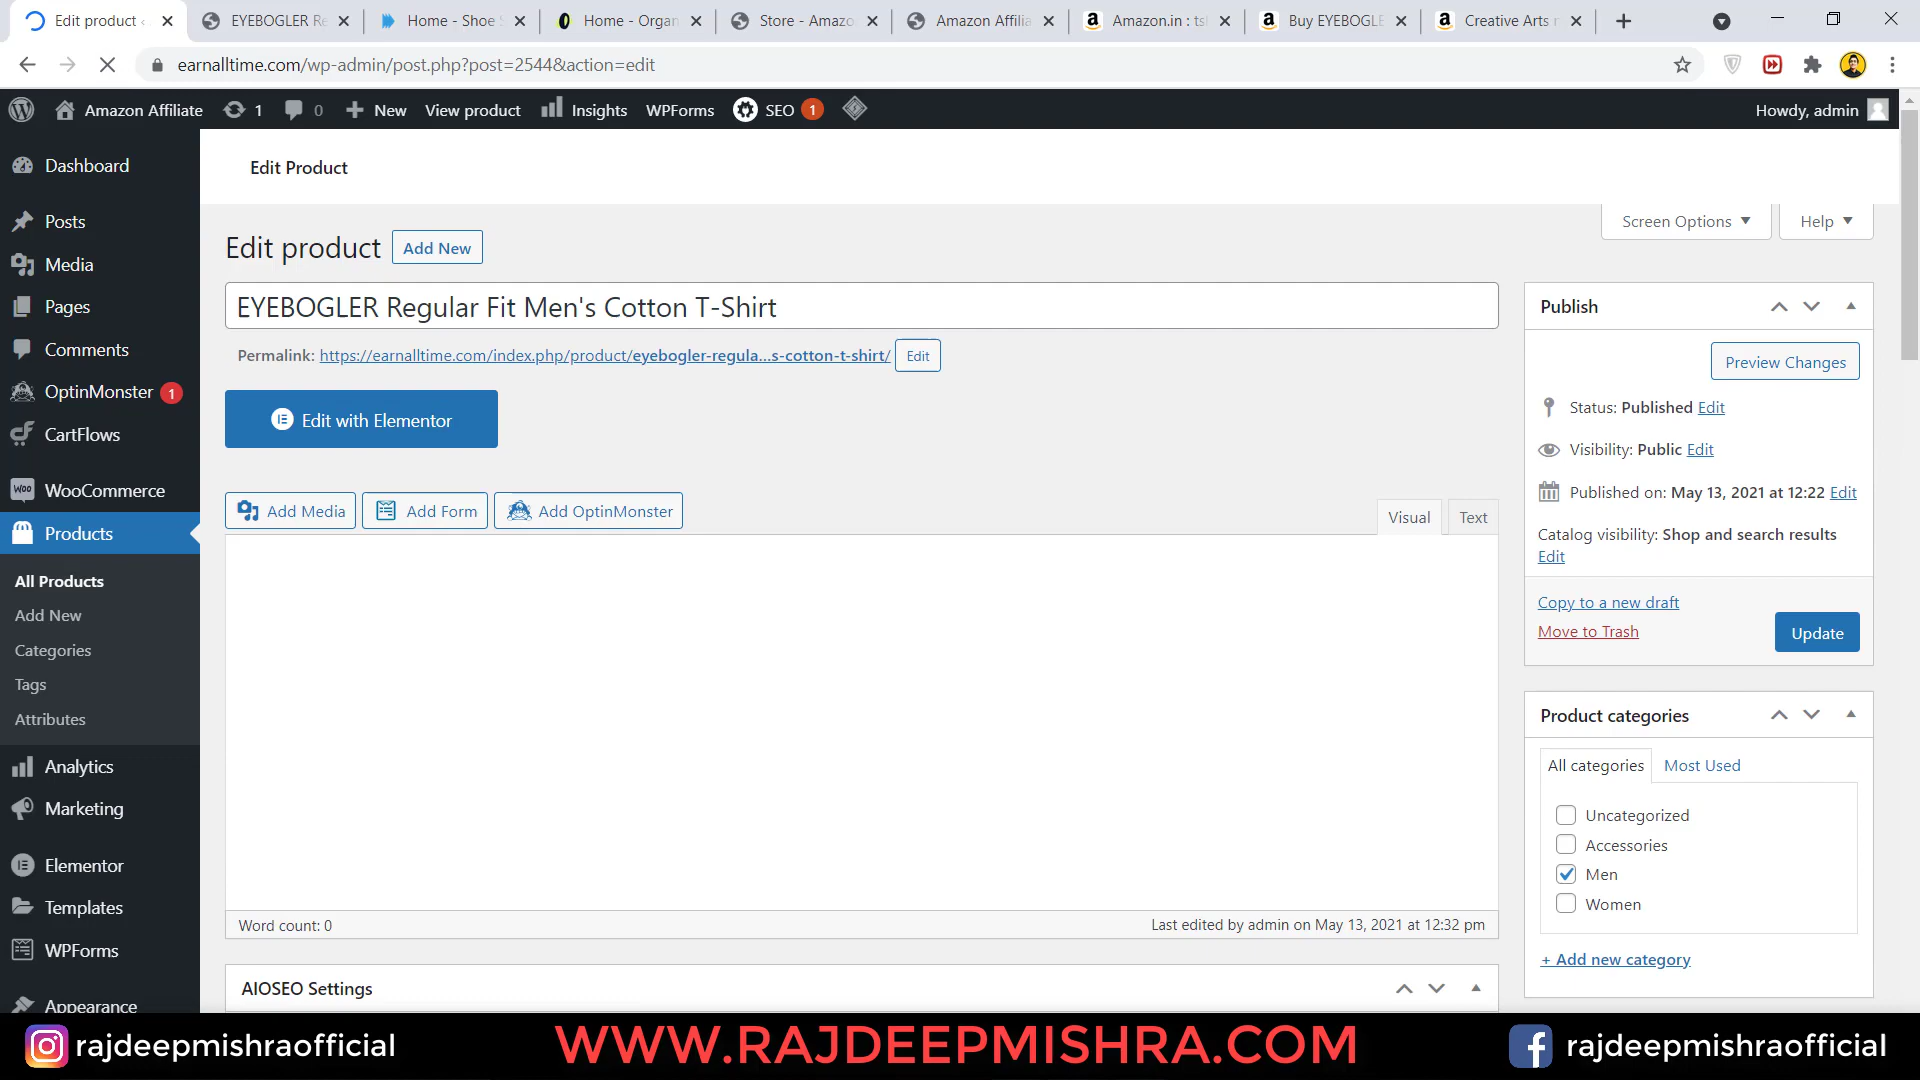 Edit product ‹
EYEBOGLER Re
Home - Shoe S
Home - Organ
Store - Amazo
Amazon Affilia
Amazon.in : tsh
Buy EYEBOGLE
Creative Arts
earnalltime.com/wp-admin/post.php?post=2544&action=edit
Amazon Affiliate
1
0
New
View product
Insights
WPForms
SEO 1
Howdy, admin
Dashboard
Posts
Media
Pages
Comments
OptinMonster 1
CartFlows
WooCommerce
Products
All Products
Add New
Categories
Tags
Attributes
Analytics
Marketing
Elementor
Templates
WPForms
Appearance
Edit Product
Screen Options
Help
Edit product
Add New
EYEBOGLER Regular Fit Men's Cotton T-Shirt
Permalink: https://earnalltime.com/index.php/product/eyebogler-regula...s-cotton-t-shirt/ Edit
Edit with Elementor
Add Media
Add Form
Add OptinMonster
Visual
Text
Word count: 0
Last edited by admin on May 13, 2021 at 12:32 pm
AIOSEO Settings
Publish
Preview Changes
Status: Published Edit
Visibility: Public Edit
Published on: May 13, 2021 at 12:22 Edit
Catalog visibility: Shop and search results
Edit
Copy to a new draft
Move to Trash
Update
Product categories
All categories
Most Used
Uncategorized
Accessories
Men
Women
+ Add new category
rajdeepmishraofficial
WWW.RAJDEEPMISHRA.COM
rajdeepmishraofficial